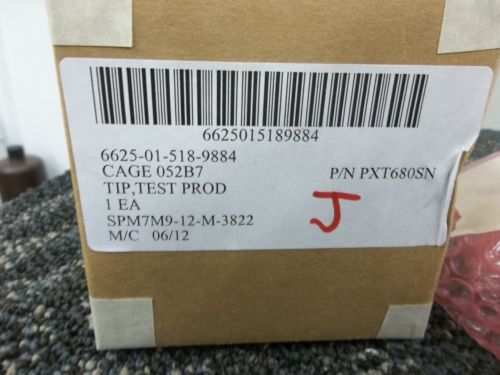 6625015189884
6625-01-518-9884
CAGE 052B7 P/N PXT680SN
TIP,TEST PROD
1 EA J
SPM7M9-12-M-3822
M/C 06/12